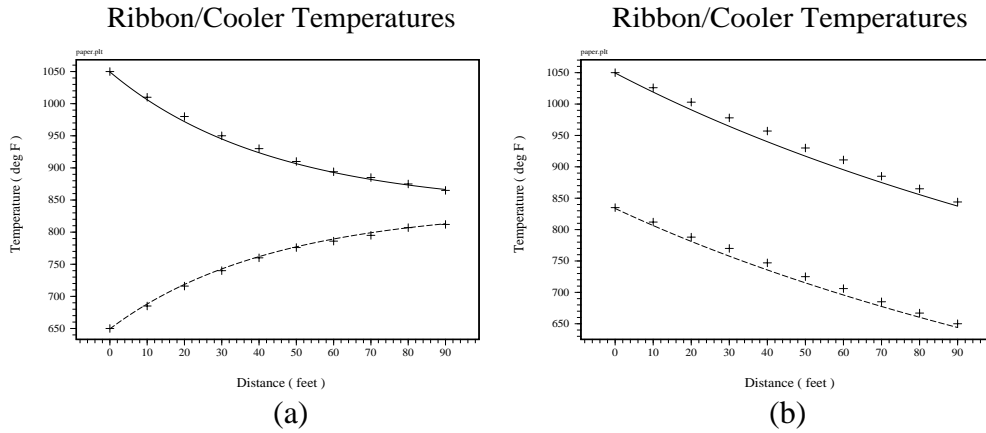 Ribbon/Cooler Temperatures
paper.plt
1050
1000
950
900
850
800
750
700
650
Temperature ( deg F )
0 10 20 30 40 50 60 70 80 90
Distance ( feet )
(a)
Ribbon/Cooler Temperatures
paper.plt
1050
1000
950
900
850
800
750
700
650
Temperature ( deg F )
0 10 20 30 40 50 60 70 80 90
Distance ( feet )
(b)